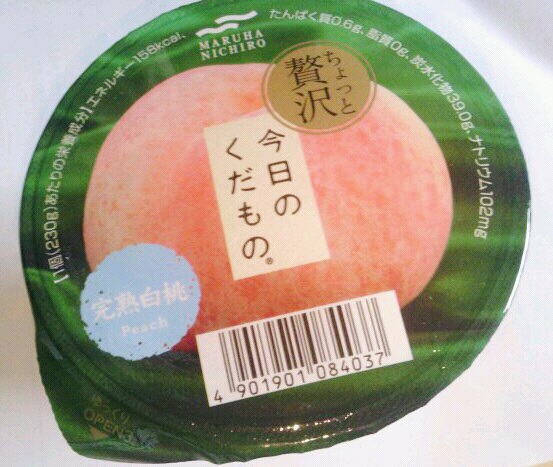 MARUHA
NICHIRO
【1個(230g)あたりの栄養成分】エネルギー158kcal、
たんぱく質0.6g、脂質0g、炭水化物39.0g、ナトリウム102mg
ちょっと
贅沢
今日の
くだもの®
完熟白桃
Peach
4 901901 084037
OPEN